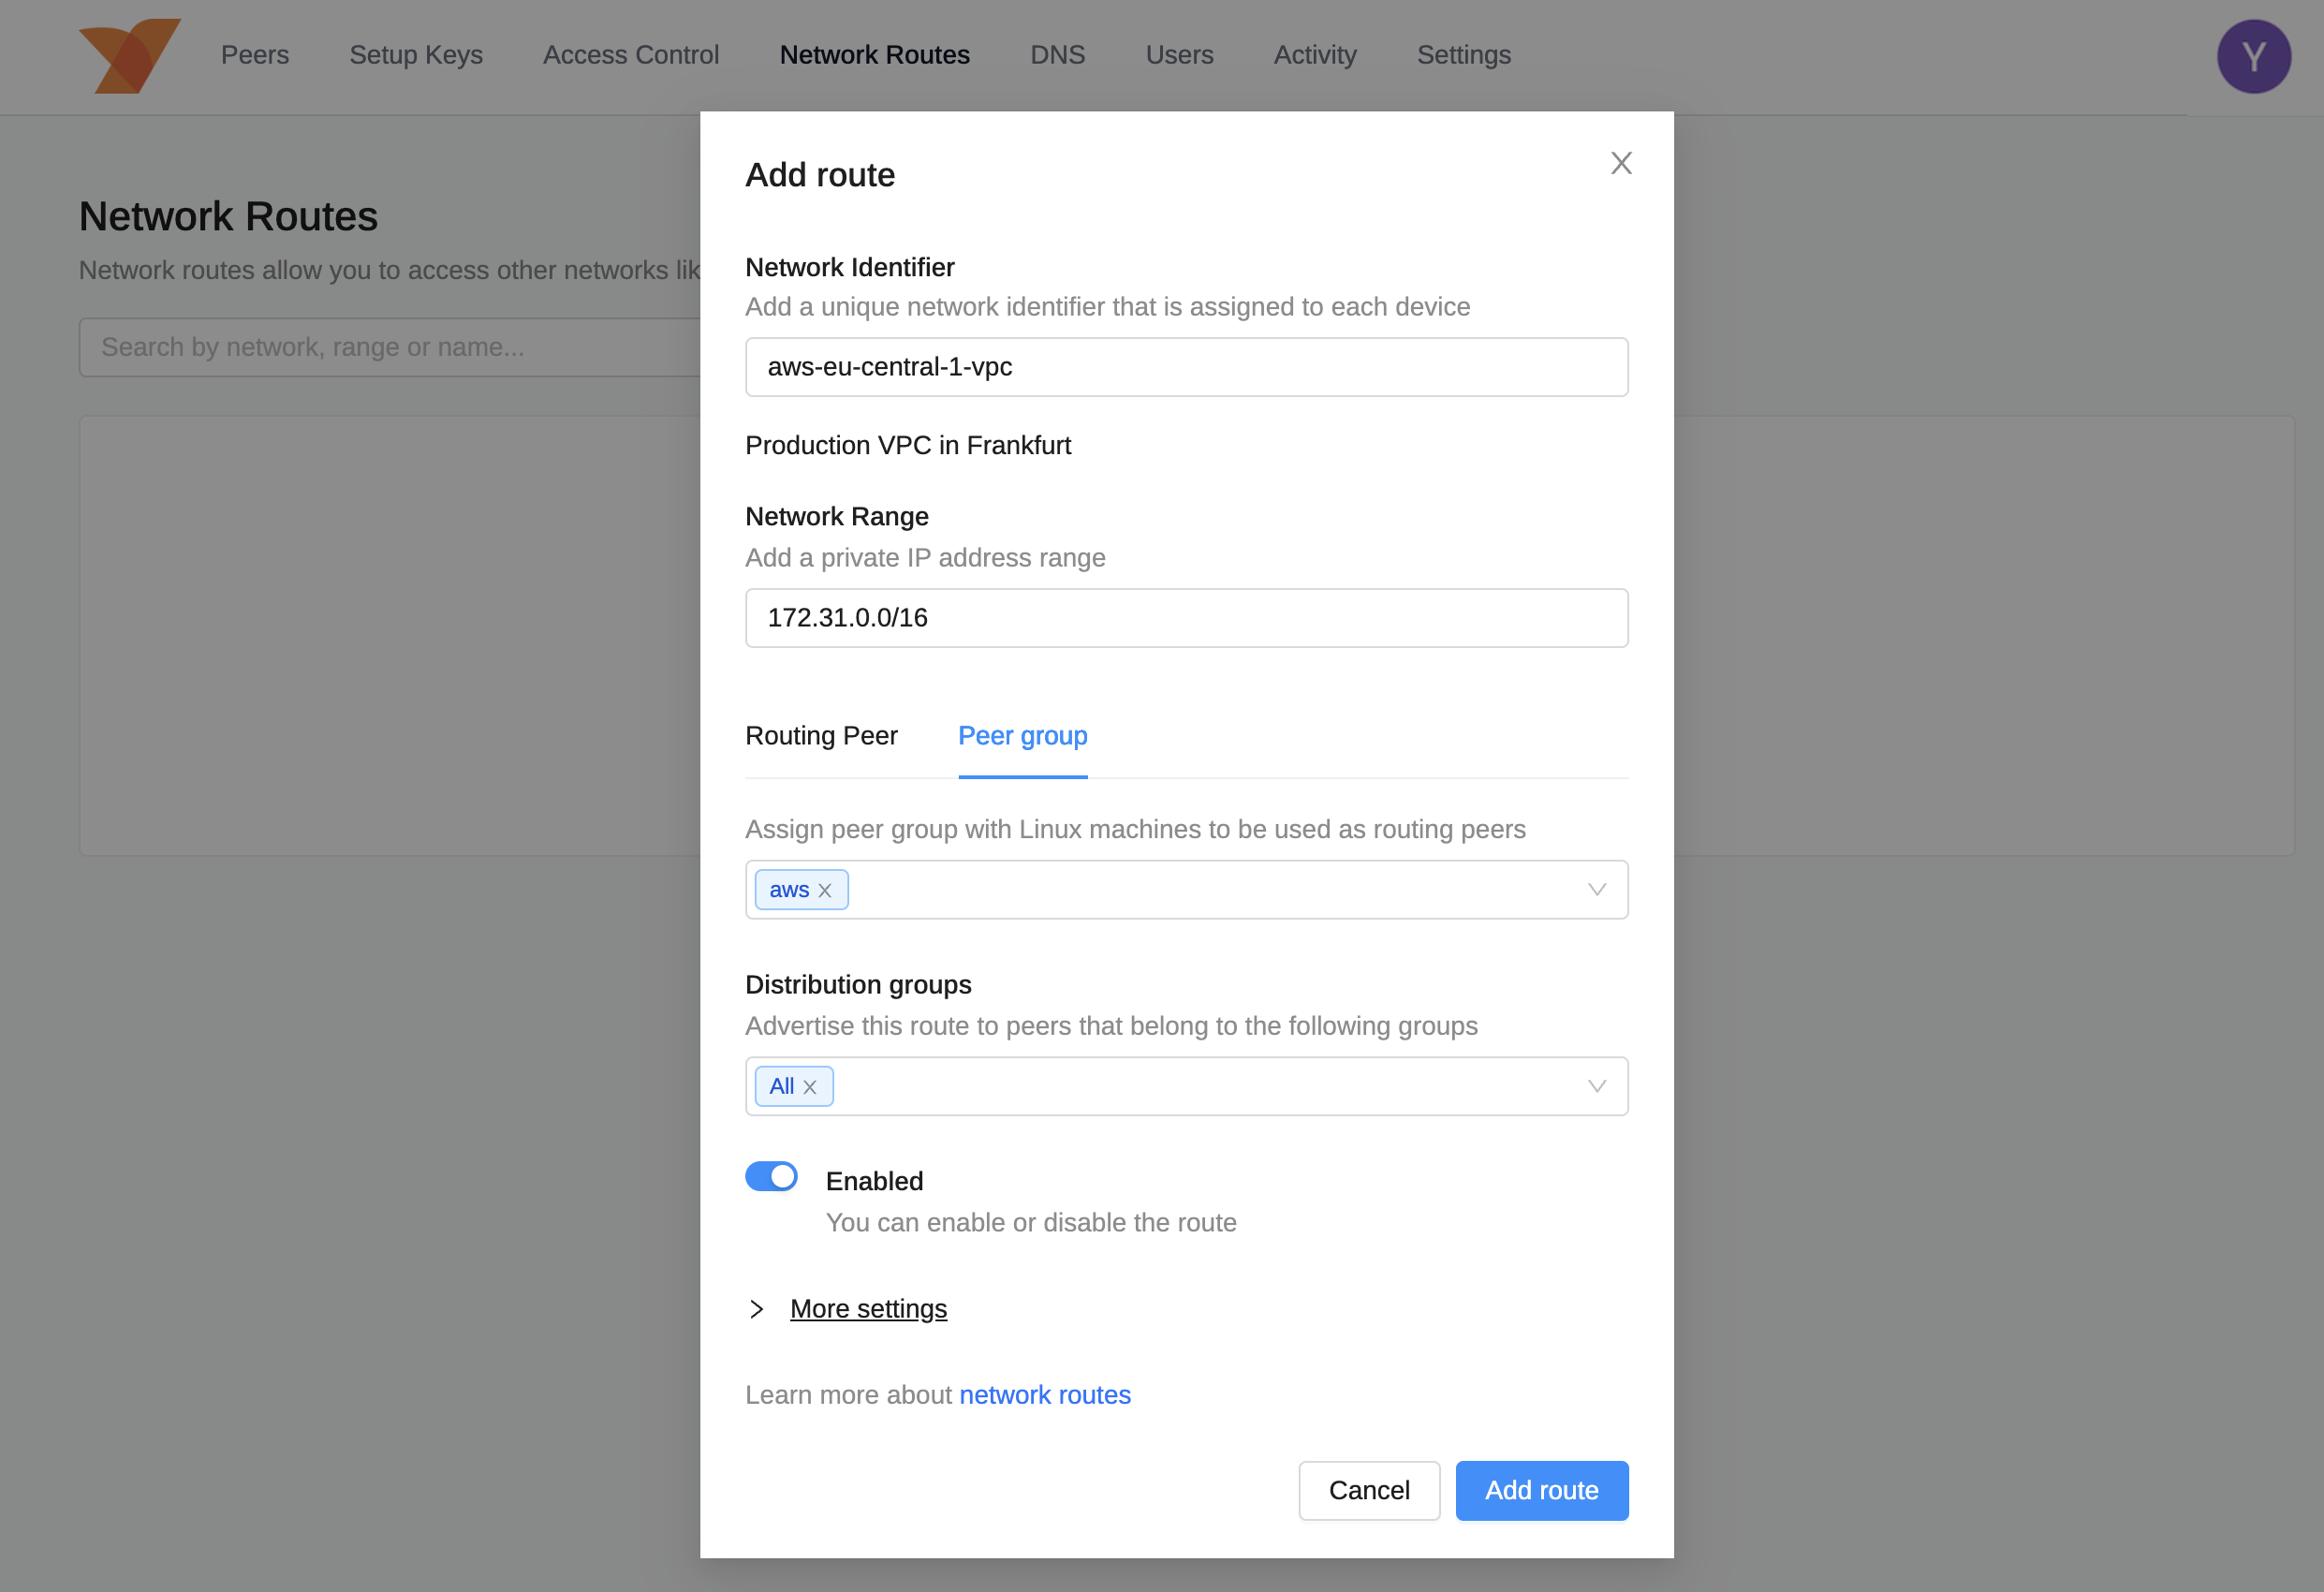 Peers Setup Keys Access Control Network Routes DNS Users Activity Settings Y
Network Routes
Network routes allow you to access other networks lik
Search by network, range or name...
Add route
Network Identifier
Add a unique network identifier that is assigned to each device
aws-eu-central-1-vpc
Production VPC in Frankfurt
Network Range
Add a private IP address range
172.31.0.0/16
Routing Peer Peer group
Assign peer group with Linux machines to be used as routing peers
aws
Distribution groups
Advertise this route to peers that belong to the following groups
All
Enabled
You can enable or disable the route
More settings
Learn more about network routes
Cancel Add route